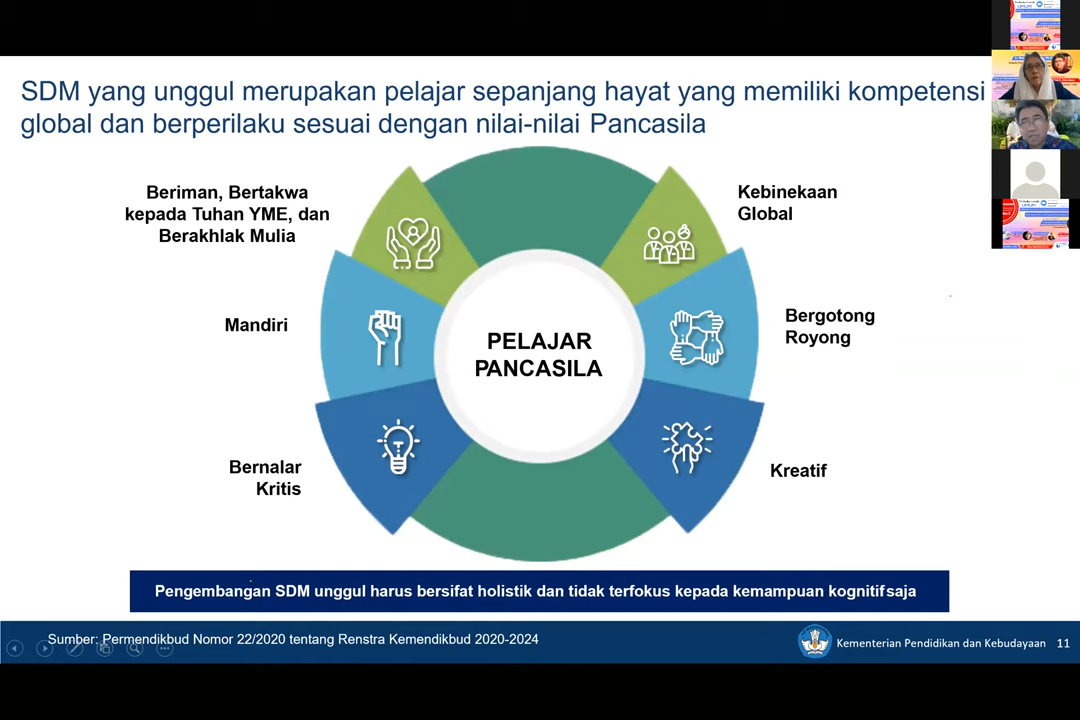 SDM yang unggul merupakan pelajar sepanjang hayat yang memiliki kompetensi
global dan berperilaku sesuai dengan nilai-nilai Pancasila
Beriman, Bertakwa
kepada Tuhan YME, dan
Berakhlak Mulia
Kebinekaan
Global
Mandiri
Bergotong
Royong
PELAJAR
PANCASILA
Bernalar
Kritis
Kreatif
Pengembangan SDM unggul harus bersifat holistik dan tidak terfokus kepada kemampuan kognitif saja
Sumber: Permendikbud Nomor 22/2020 tentang Renstra Kemendikbud 2020-2024
Kementerian Pendidikan dan Kebudayaan 11